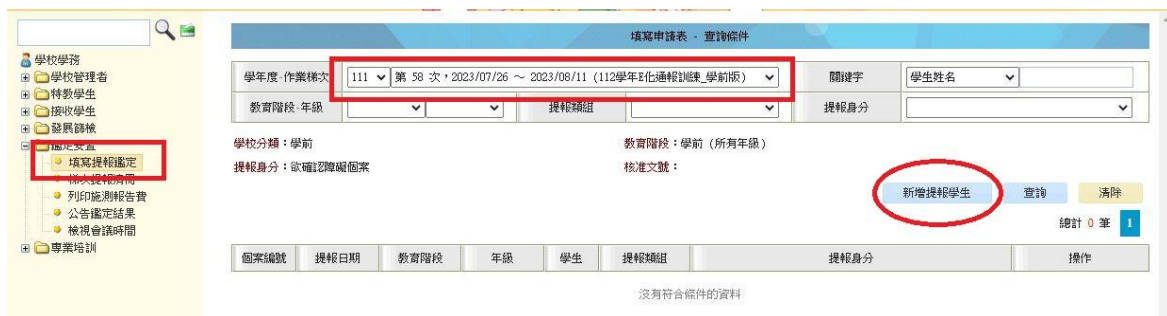 填寫申請表 - 查詢條件
學校學務
學校管理者
特教學生
接收學生
發展篩檢
鑑定安置
填寫提報鑑定
梯次提報清冊
列印施測報告費
公告鑑定結果
檢視會議時間
專業培訓
學年度-作業梯次 111 第 58 次,2023/07/26 ~ 2023/08/11 (112學年E化通報訓練_學前版) 關鍵字 學生姓名
教育階段-年級 提報類組 提報身分
學校分類:學前 教育階段:學前 (所有年級)
提報身分:欲確認障礙個案 核准文號:
新增提報學生 查詢 清除
總計 0 筆 1
個案編號 提報日期 教育階段 年級 學生 提報類組 提報身分 操作
沒有符合條件的資料